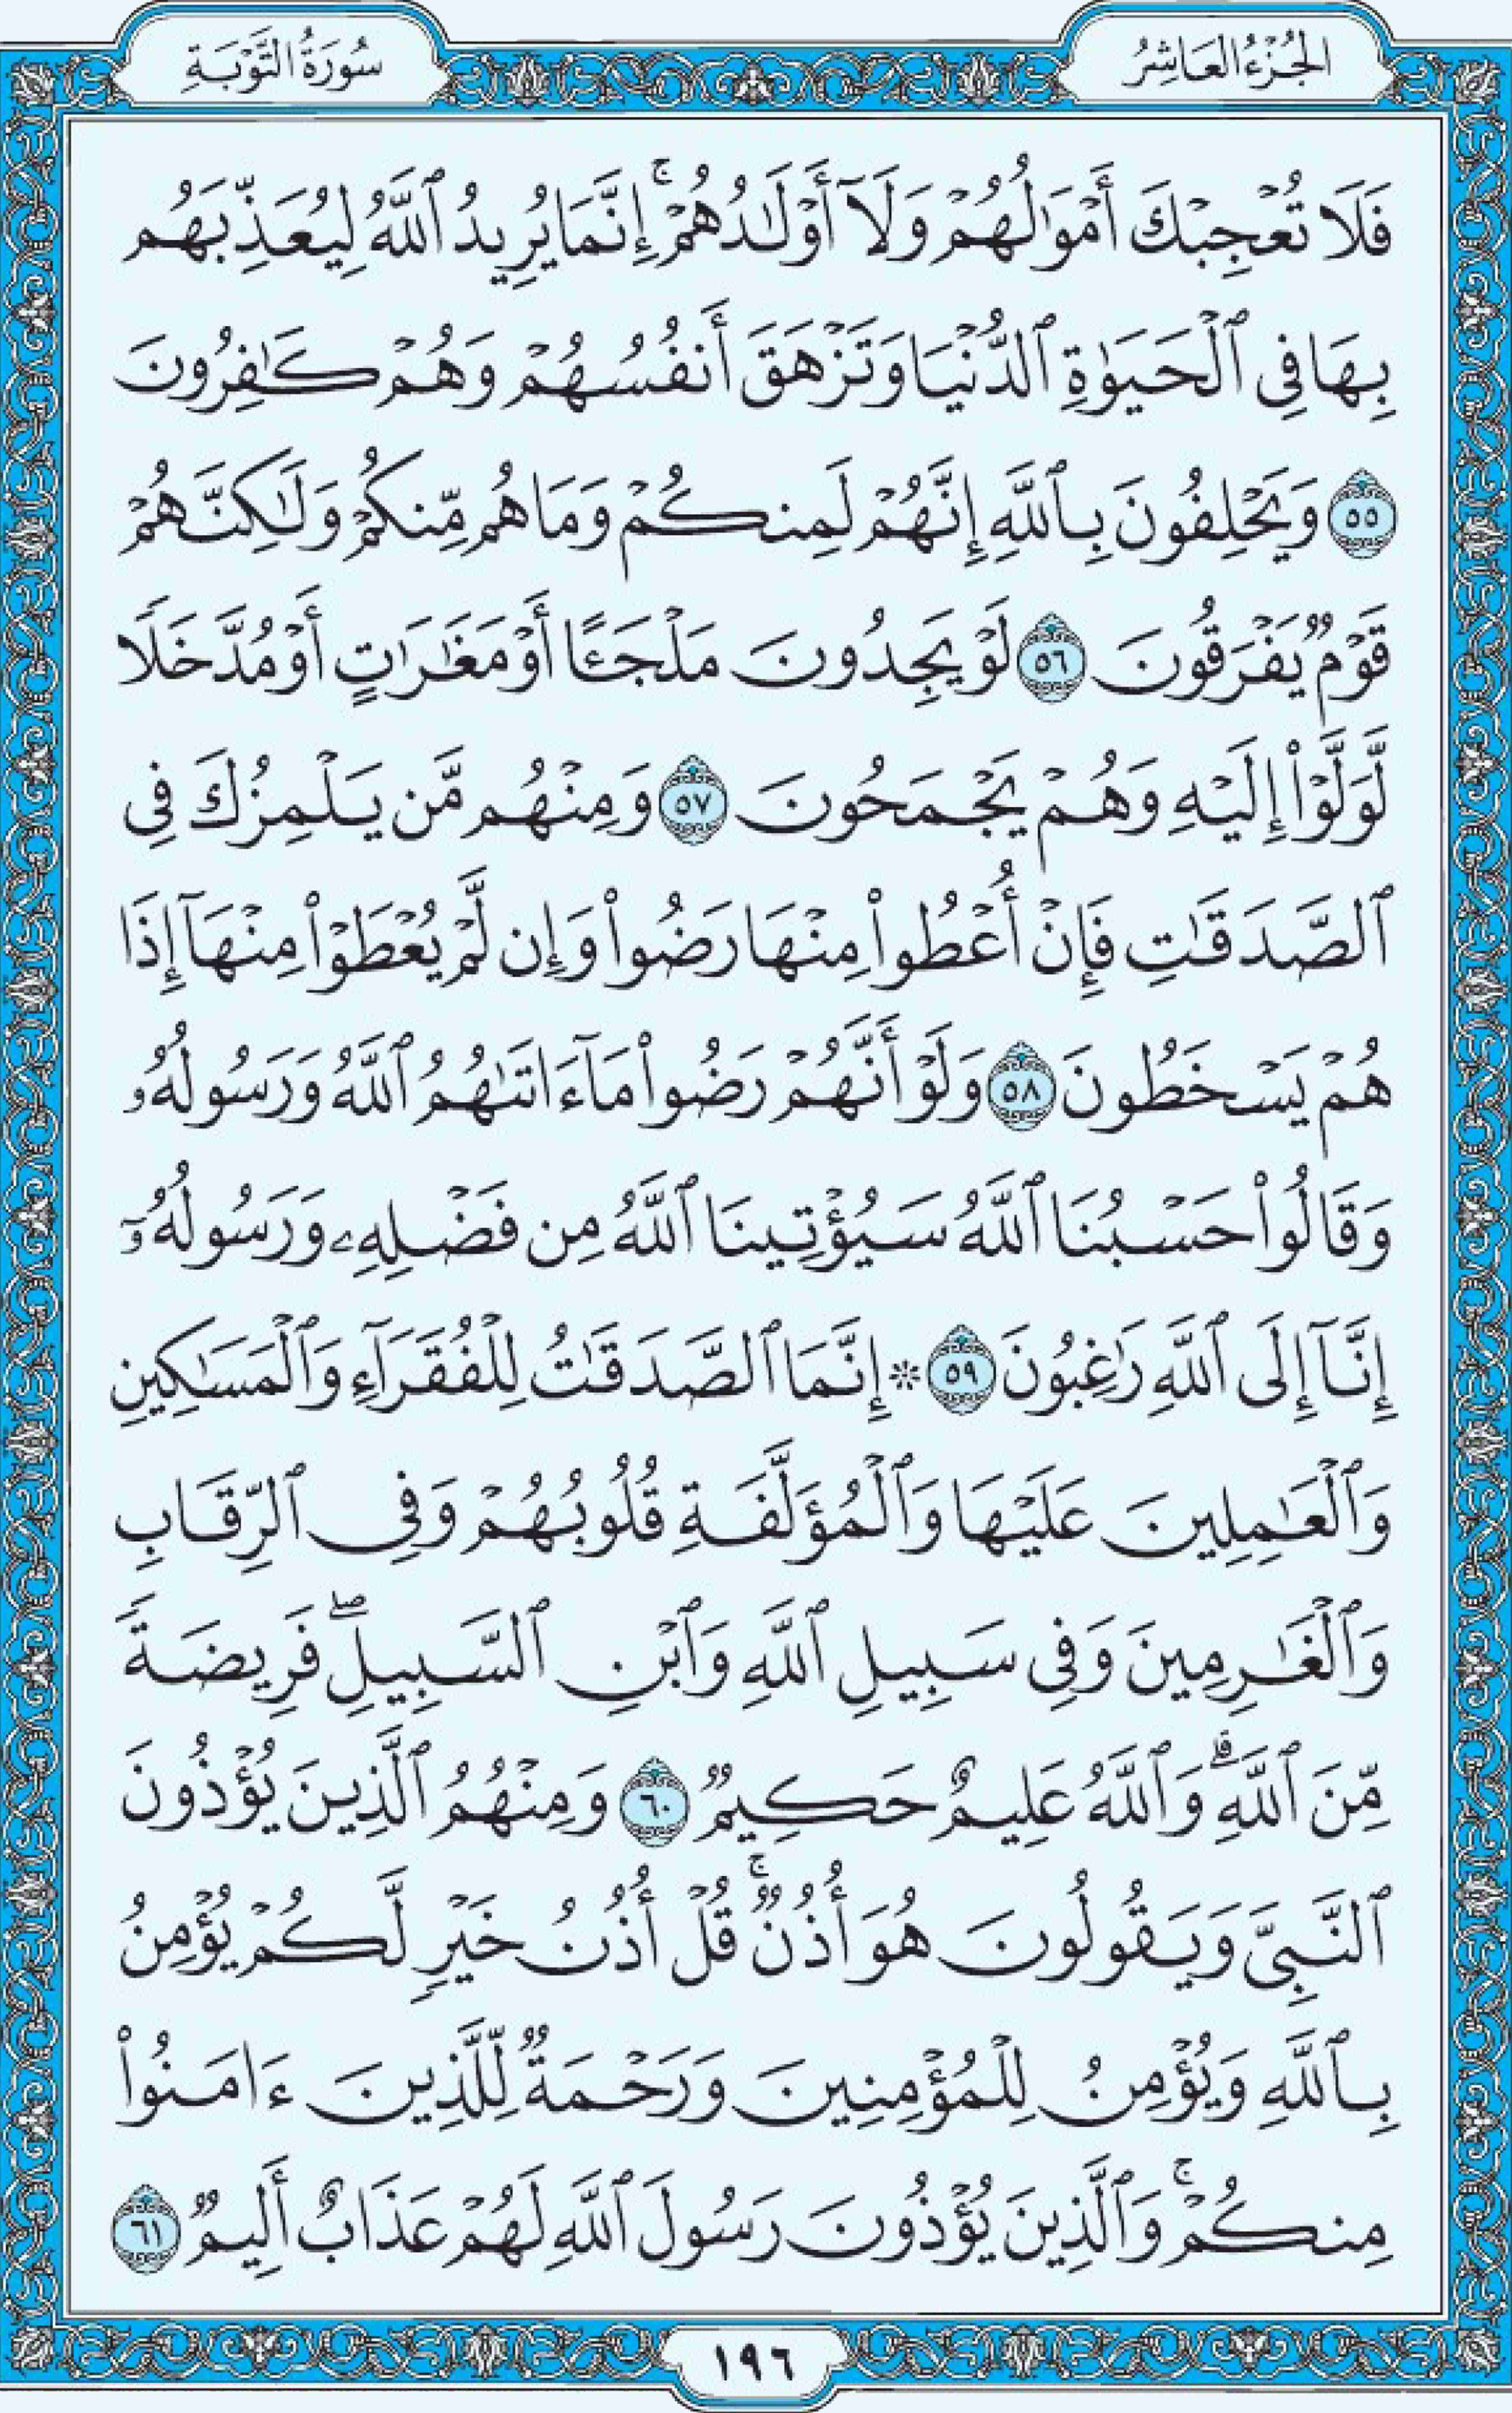 الجُزْءُ العَاشِرُ
سُورَةُ التَّوْبَةِ
فَلَا تُعْجِبْكَ أَمْوَٰلُهُمْ وَلَآ أَوْلَٰدُهُمْۚ إِنَّمَا يُرِيدُ ٱللَّهُ لِيُعَذِّبَهُم
بِهَا فِى ٱلْحَيَوٰةِ ٱلدُّنْيَا وَتَزْهَقَ أَنفُسُهُمْ وَهُمْ كَٰفِرُونَ
٥٥ وَيَحْلِفُونَ بِٱللَّهِ إِنَّهُمْ لَمِنكُمْ وَمَا هُم مِّنكُمْ وَلَٰكِنَّهُمْ
قَوْمٌ يَفْرَقُونَ ٥٦ لَوْ يَجِدُونَ مَلْجَـًٔا أَوْ مَغَٰرَٰتٍ أَوْ مُدَّخَلًا
لَّوَلَّوْا۟ إِلَيْهِ وَهُمْ يَجْمَحُونَ ٥٧ وَمِنْهُم مَّن يَلْمِزُكَ فِى
ٱلصَّدَقَٰتِ فَإِنْ أُعْطُوا۟ مِنْهَا رَضُوا۟ وَإِن لَّمْ يُعْطَوْا۟ مِنْهَآ إِذَا
هُمْ يَسْخَطُونَ ٥٨ وَلَوْ أَنَّهُمْ رَضُوا۟ مَآ ءَاتَىٰهُمُ ٱللَّهُ وَرَسُولُهُۥ
وَقَالُوا۟ حَسْبُنَا ٱللَّهُ سَيُؤْتِينَا ٱللَّهُ مِن فَضْلِهِۦ وَرَسُولُهُۥٓ
إِنَّآ إِلَى ٱللَّهِ رَٰغِبُونَ ٥٩ ۞ إِنَّمَا ٱلصَّدَقَٰتُ لِلْفُقَرَآءِ وَٱلْمَسَٰكِينِ
وَٱلْعَٰمِلِينَ عَلَيْهَا وَٱلْمُؤَلَّفَةِ قُلُوبُهُمْ وَفِى ٱلرِّقَابِ
وَٱلْغَٰرِمِينَ وَفِى سَبِيلِ ٱللَّهِ وَٱبْنِ ٱلسَّبِيلِۖ فَرِيضَةً
مِّنَ ٱللَّهِۗ وَٱللَّهُ عَلِيمٌ حَكِيمٌ ٦٠ وَمِنْهُمُ ٱلَّذِينَ يُؤْذُونَ
ٱلنَّبِىَّ وَيَقُولُونَ هُوَ أُذُنٌۚ قُلْ أُذُنُ خَيْرٍ لَّكُمْ يُؤْمِنُ
بِٱللَّهِ وَيُؤْمِنُ لِلْمُؤْمِنِينَ وَرَحْمَةٌ لِّلَّذِينَ ءَامَنُوا۟
مِنكُمْۚ وَٱلَّذِينَ يُؤْذُونَ رَسُولَ ٱللَّهِ لَهُمْ عَذَابٌ أَلِيمٌ ٦١
١٩٦